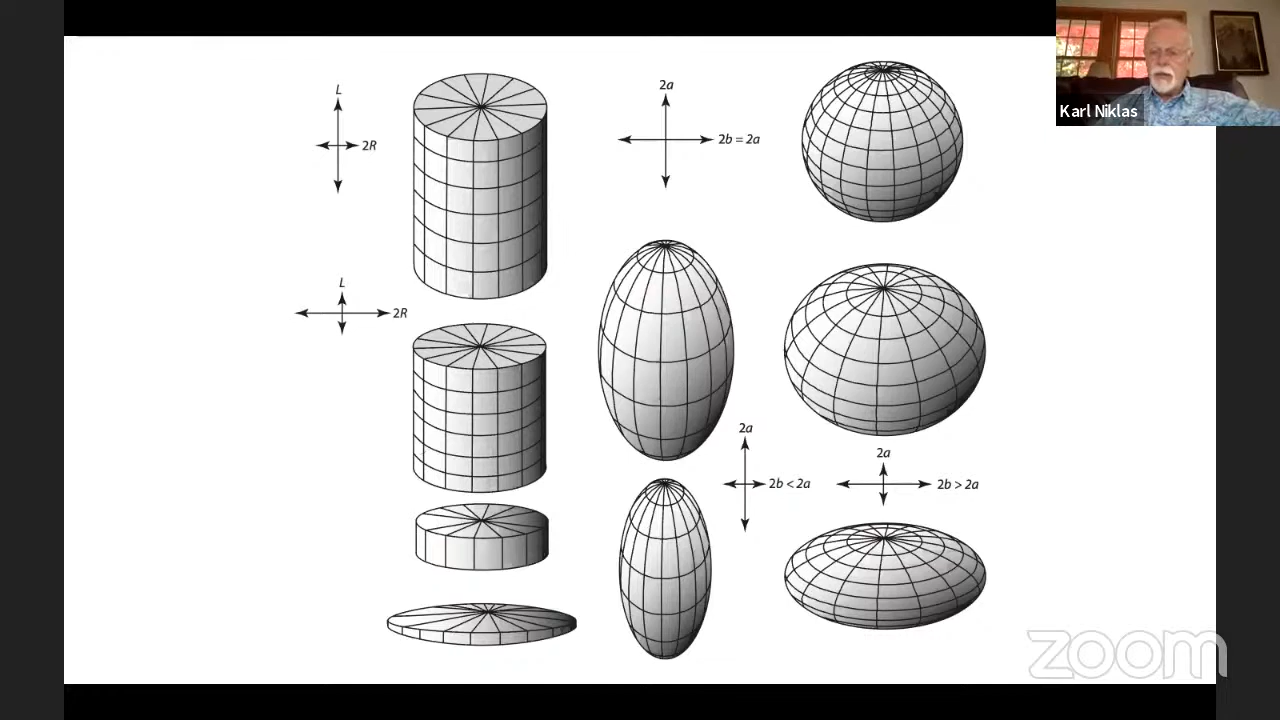 L
2R
2a
2b = 2a
Karl Niklas
L
2R
2a
2b < 2a
2a
2b > 2a
zoom